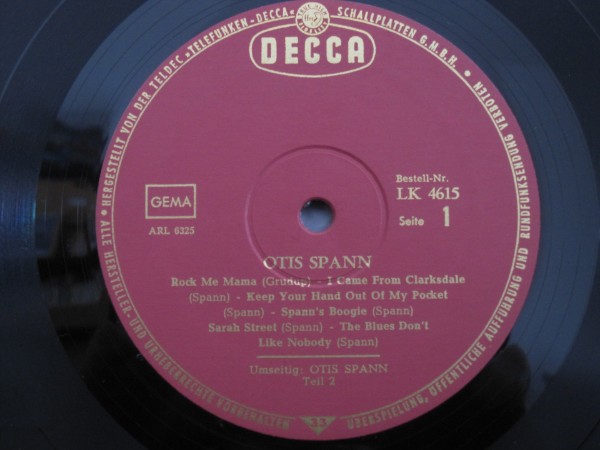 • ALLE HERSTELLER-UND URHEBERRECHTE VORBEHALTEN
HERGESTELLT VON DER TELDEC »TELEFUNKEN-DECCA« SCHALLPLATTEN G.M.B.H. •
ÜBERSPIELUNG, ÖFFENTLICHE AUFFÜHRUNG UND RUNDFUNKSENDUNG VERBOTEN
DECCA
Bestell-Nr.
LK 4615
GEMA
Seite 1
ARL 6325
OTIS SPANN
Rock Me Mama (Grudup) - I Came From Clarksdale
(Spann) - Keep Your Hand Out Of My Pocket
(Spann) - Spann's Boogie (Spann)
Sarah Street (Spann) - The Blues Don't
Like Nobody (Spann)
Umseitig: OTIS SPANN
Teil 2
33